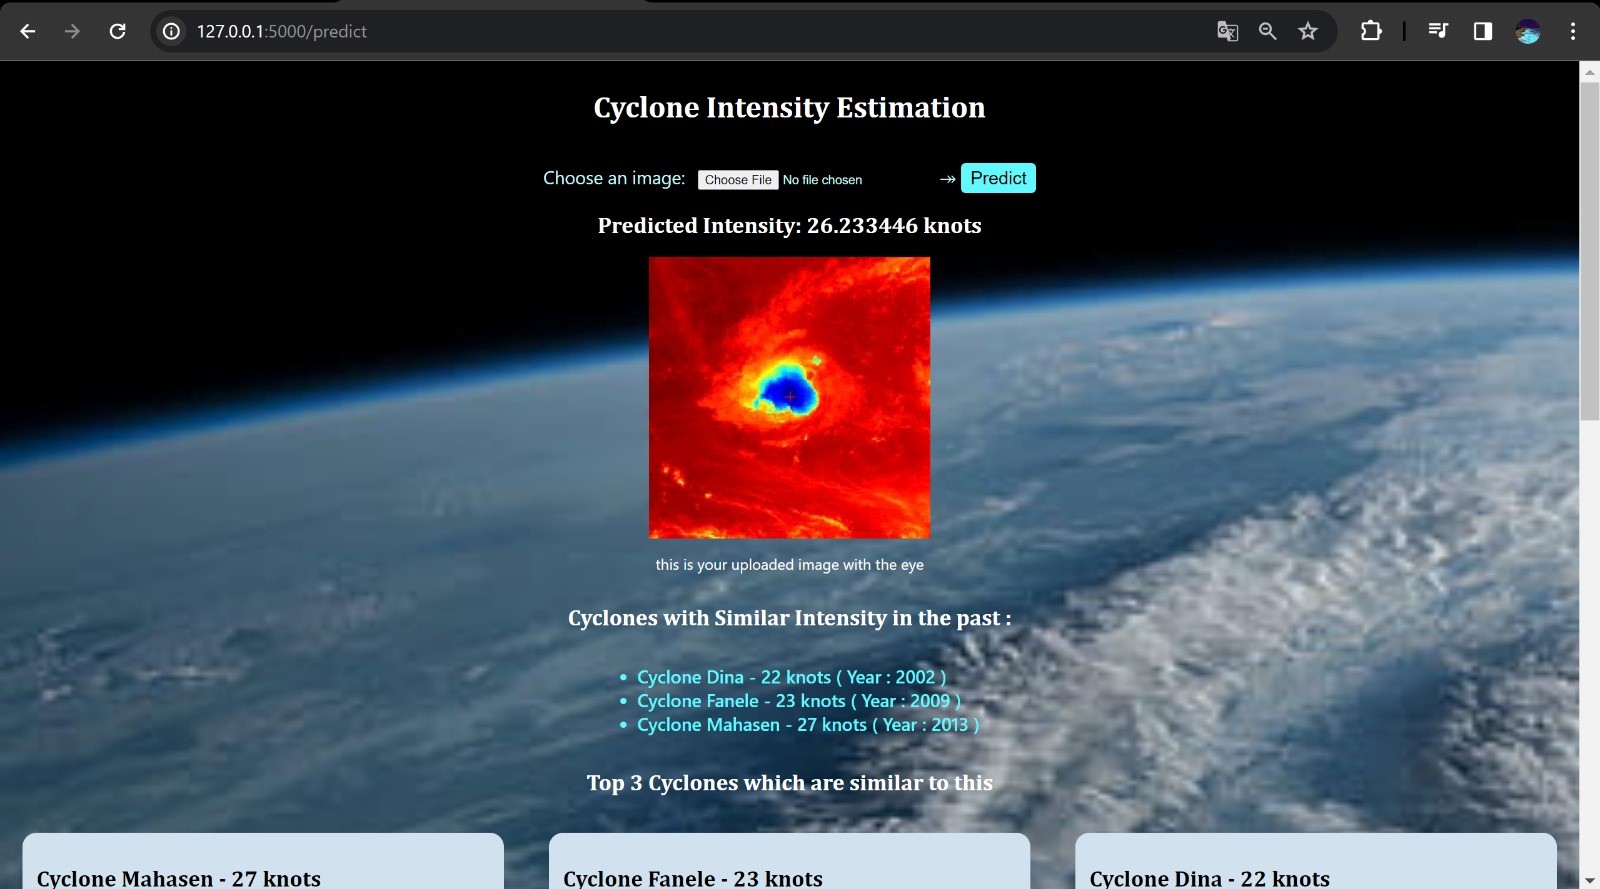 127.0.0.1:5000/predict
Cyclone Intensity Estimation
Choose an image: Choose File No file chosen ↠ Predict
Predicted Intensity: 26.233446 knots
this is your uploaded image with the eye
Cyclones with Similar Intensity in the past :
• Cyclone Dina - 22 knots ( Year : 2002 )
• Cyclone Fanele - 23 knots ( Year : 2009 )
• Cyclone Mahasen - 27 knots ( Year : 2013 )
Top 3 Cyclones which are similar to this
Cyclone Mahasen - 27 knots
Cyclone Fanele - 23 knots
Cyclone Dina - 22 knots